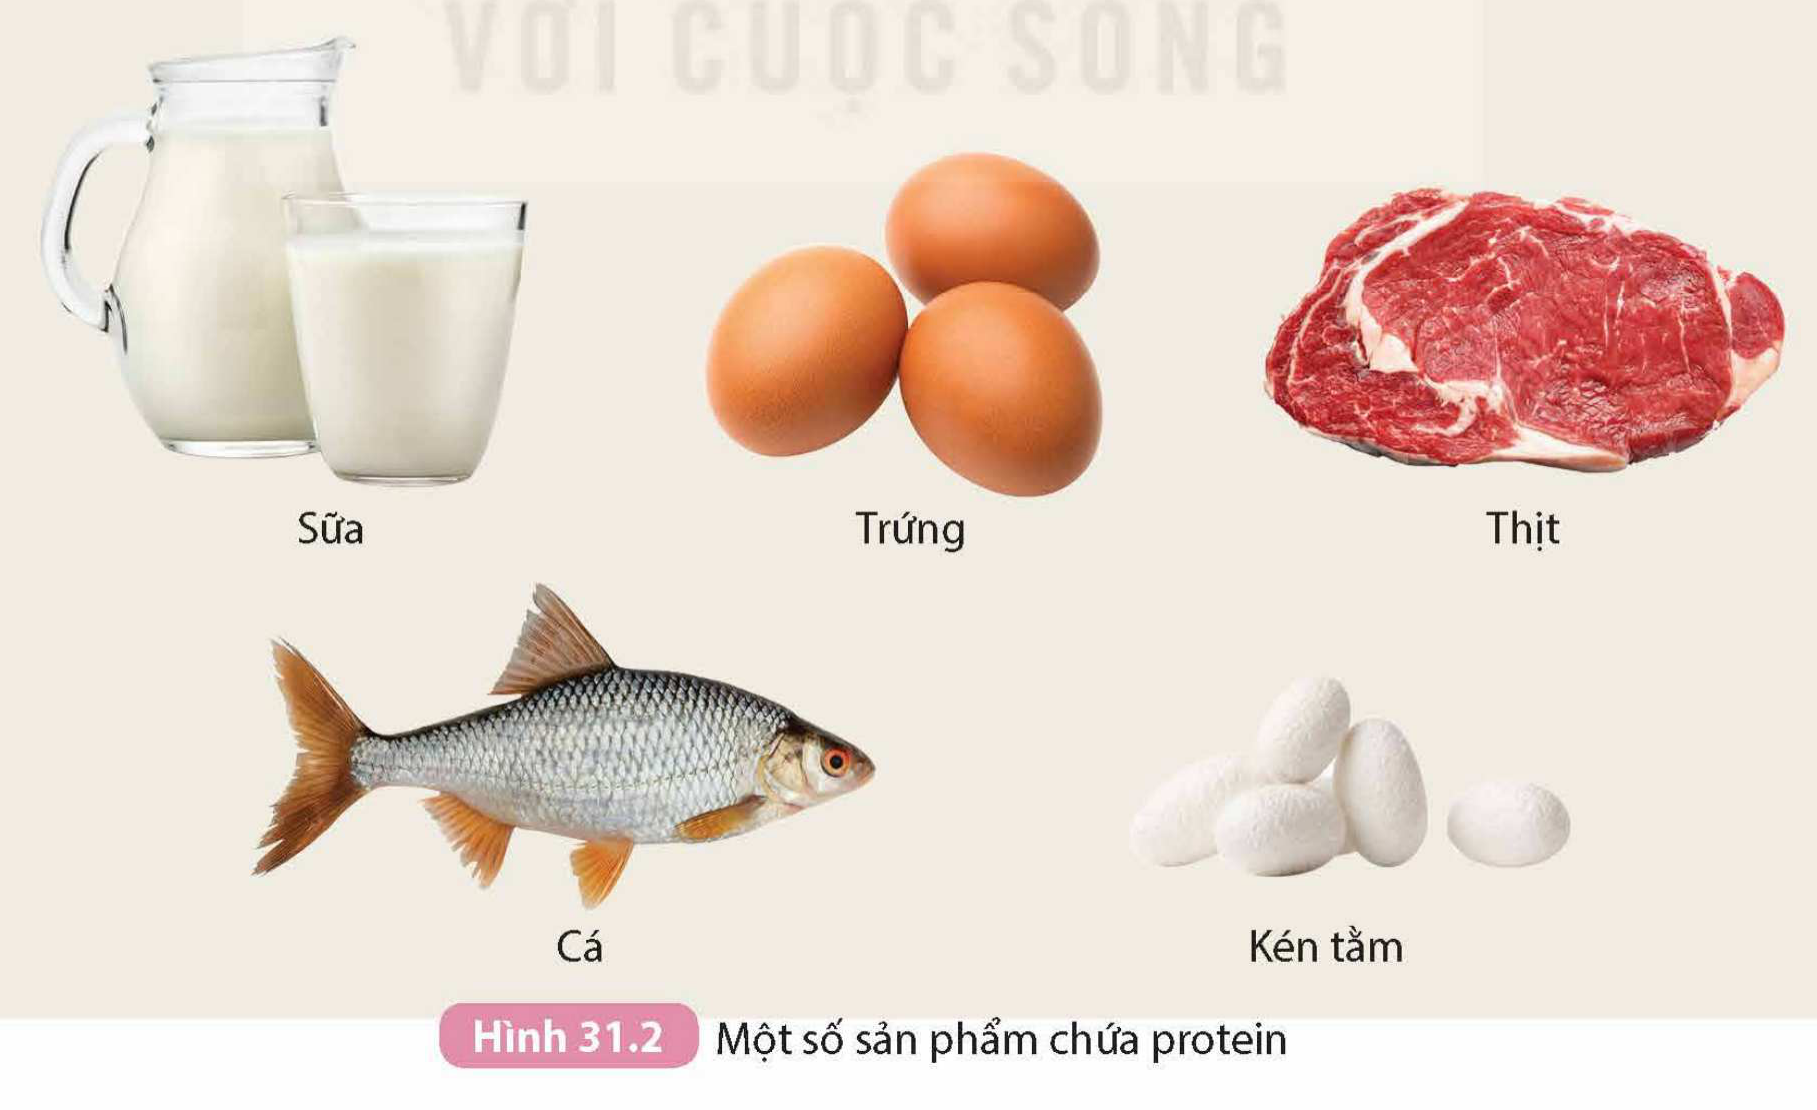 VỚI CUỘC SỐNG
Sữa
Trứng
Thịt
Cá
Kén tằm
Hình 31.2 Một số sản phẩm chứa protein